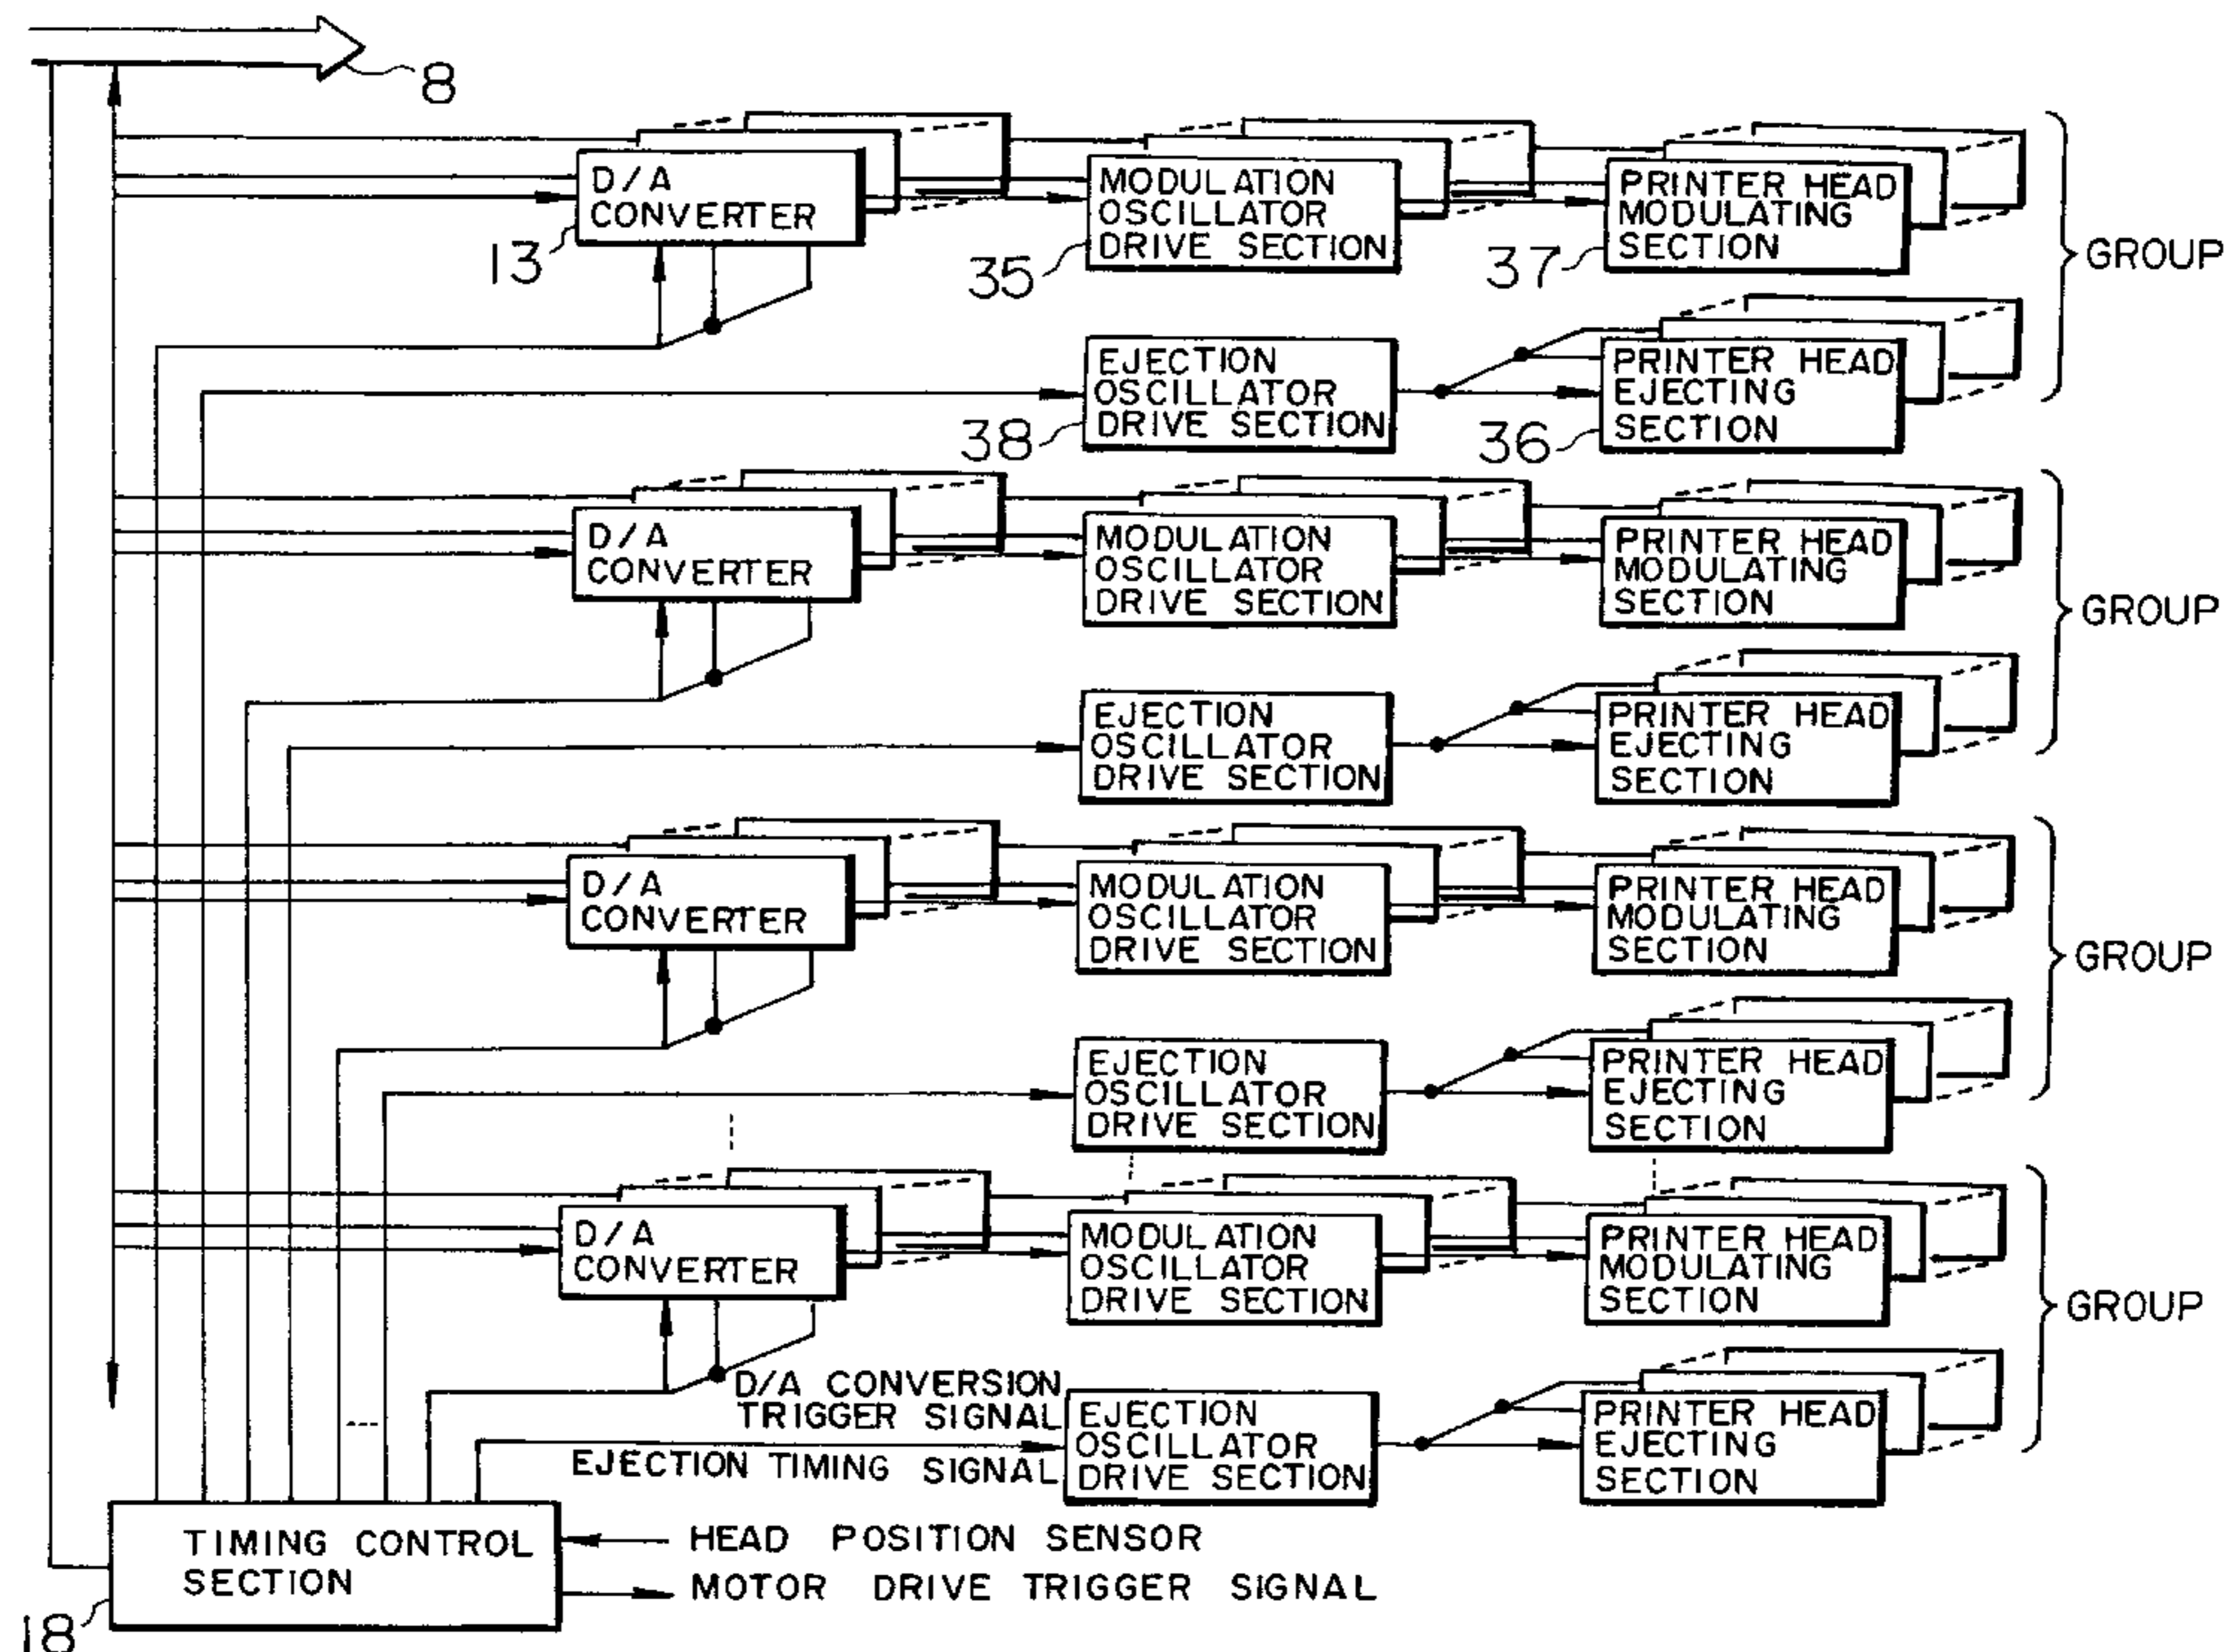 8
D/A
CONVERTER
13
MODULATION
OSCILLATOR
DRIVE SECTION
35
PRINTER HEAD
MODULATING
SECTION
37
GROUP
EJECTION
OSCILLATOR
DRIVE SECTION
38
PRINTER HEAD
EJECTING
SECTION
36
D/A
CONVERTER
MODULATION
OSCILLATOR
DRIVE SECTION
PRINTER HEAD
MODULATING
SECTION
GROUP
EJECTION
OSCILLATOR
DRIVE SECTION
PRINTER HEAD
EJECTING
SECTION
D/A
CONVERTER
MODULATION
OSCILLATOR
DRIVE SECTION
PRINTER HEAD
MODULATING
SECTION
GROUP
EJECTION
OSCILLATOR
DRIVE SECTION
PRINTER HEAD
EJECTING
SECTION
D/A
CONVERTER
MODULATION
OSCILLATOR
DRIVE SECTION
PRINTER HEAD
MODULATING
SECTION
GROUP
D/A CONVERSION
TRIGGER SIGNAL
EJECTION TIMING SIGNAL
EJECTION
OSCILLATOR
DRIVE SECTION
PRINTER HEAD
EJECTING
SECTION
TIMING CONTROL
SECTION
18
HEAD POSITION SENSOR
MOTOR DRIVE TRIGGER SIGNAL